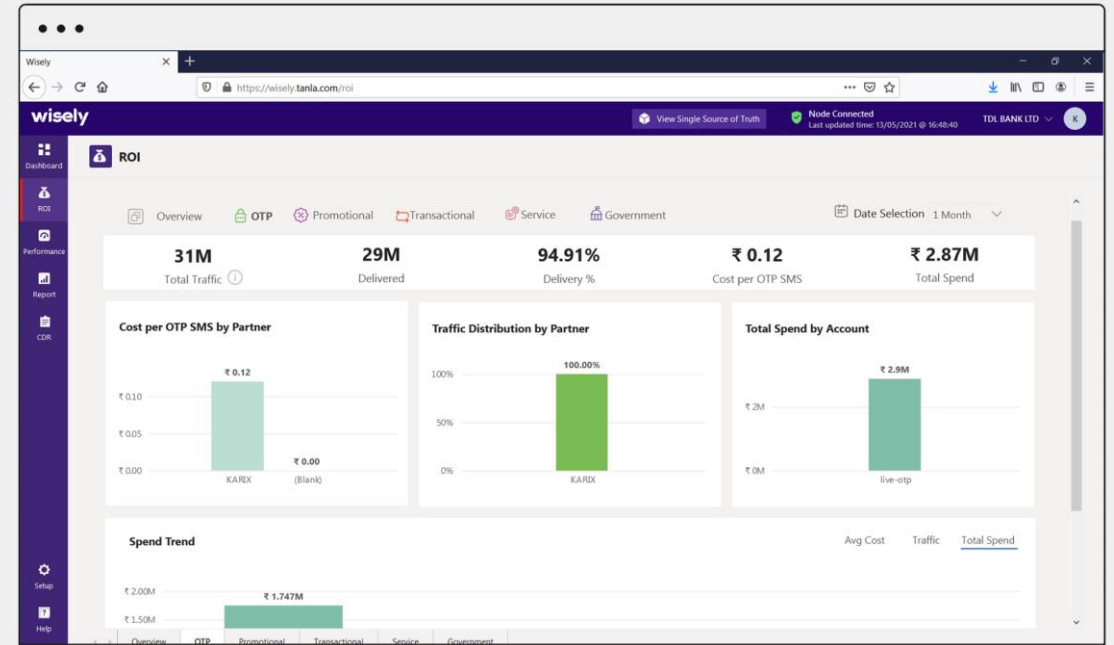 Wisely
https://wisely.tanla.com/roi
wisely
View Single Source of Truth
Node Connected
Last updated time: 13/05/2021 @ 16:48:40
TDL BANK LTD
K
Dashboard
ROI
Performance
Report
CDR
Setup
Help
ROI
Overview
OTP
Promotional
Transactional
Service
Government
Date Selection 1 Month
31M
Total Traffic
29M
Delivered
94.91%
Delivery %
₹ 0.12
Cost per OTP SMS
₹ 2.87M
Total Spend
Cost per OTP SMS by Partner
₹ 0.12
₹ 0.10
₹ 0.05
₹ 0.00
₹ 0.00
KARIX
(Blank)
Traffic Distribution by Partner
100.00%
100%
50%
0%
KARIX
Total Spend by Account
₹ 2.9M
₹ 2M
₹ 0M
live-otp
Spend Trend
Avg Cost
Traffic
Total Spend
₹ 2.00M
₹ 1.747M
₹ 1.50M
Overview
OTP
Promotional
Transactional
Service
Government